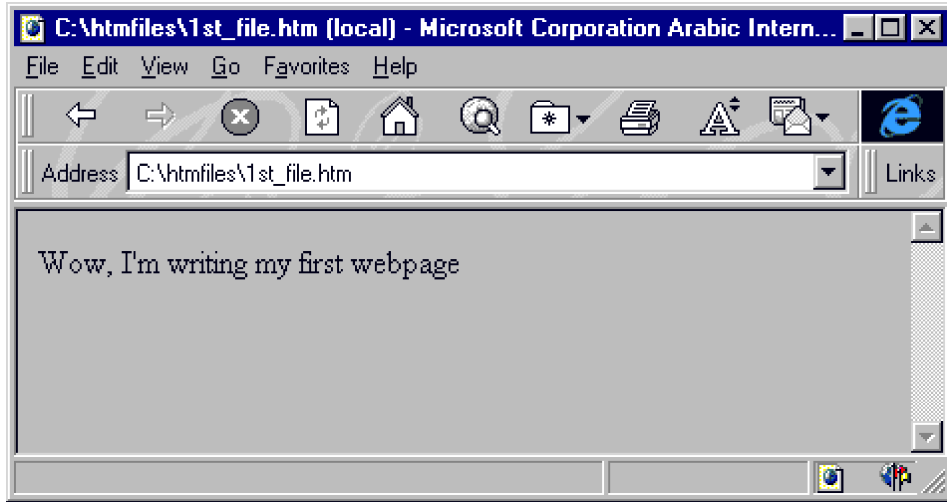 C:\htmfiles\1st_file.htm (local) - Microsoft Corporation Arabic Intern...
File Edit View Go Favorites Help
Address C:\htmfiles\1st_file.htm Links
Wow, I'm writing my first webpage